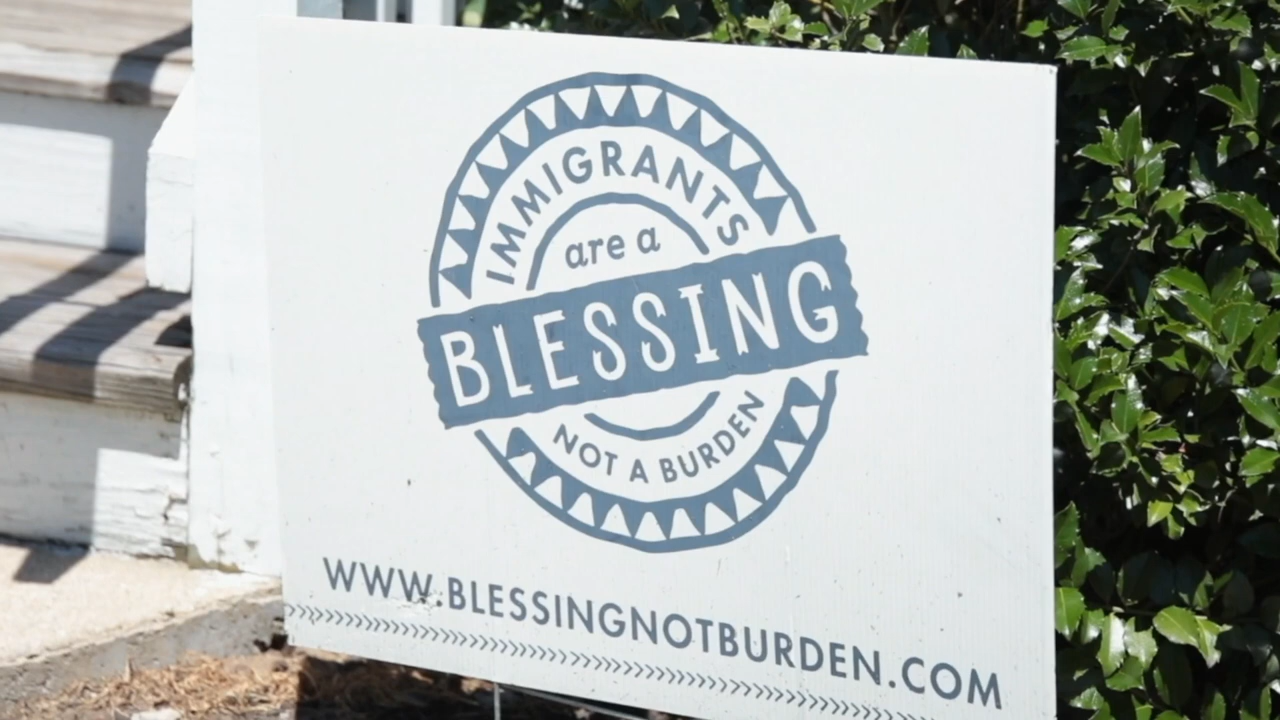 IMMIGRANTS
are a
BLESSING
NOT A BURDEN
WWW.BLESSINGNOTBURDEN.COM